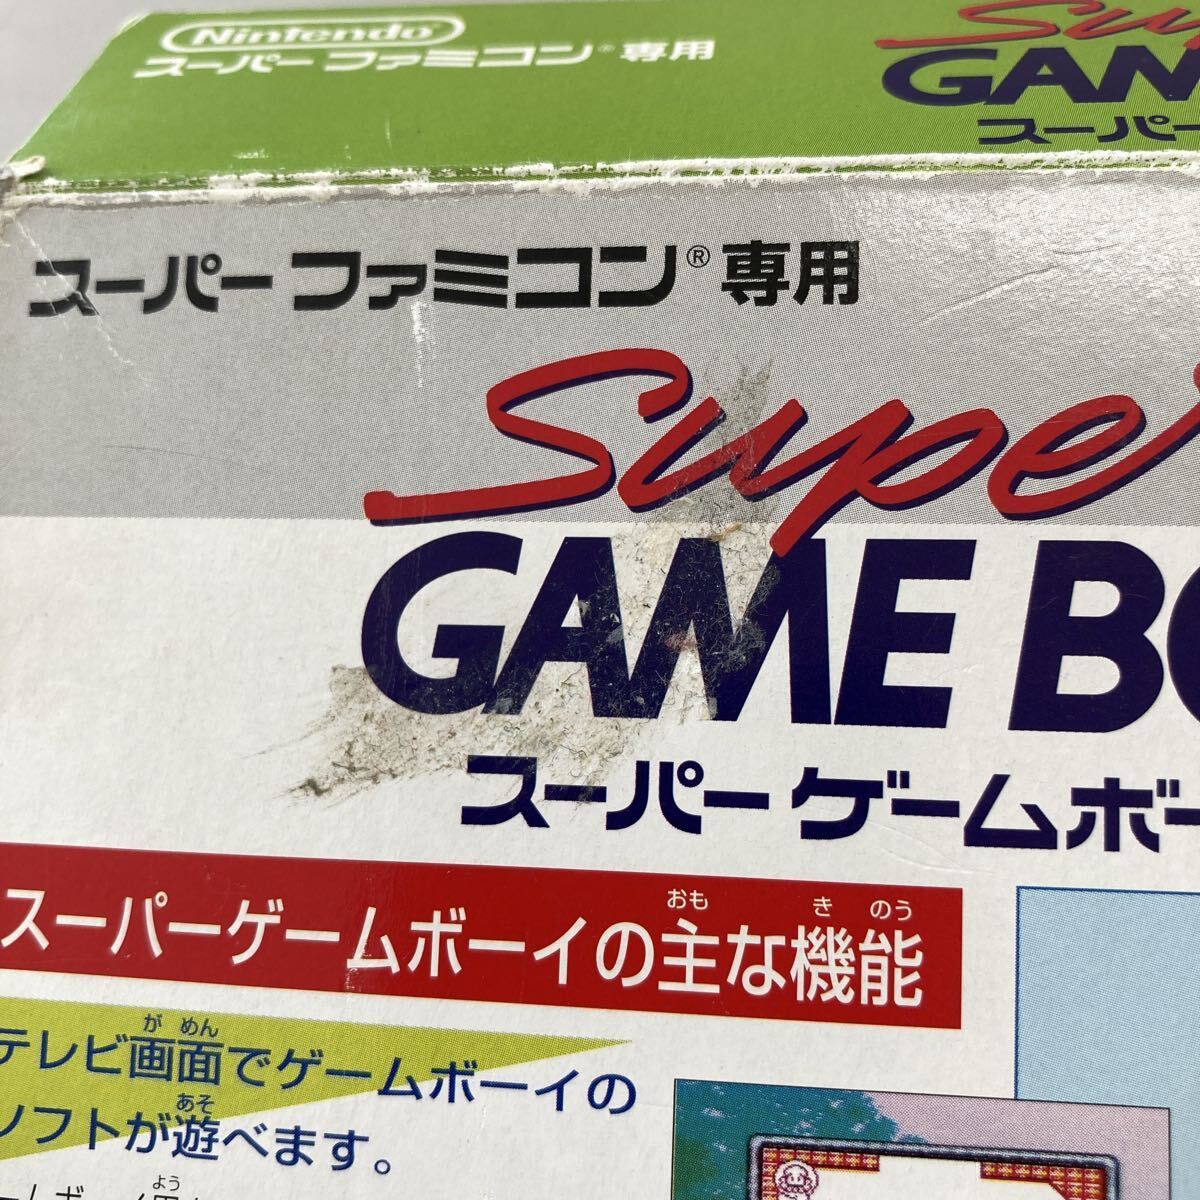 Nintendo
スーパーファミコン® 専用
Supe
GAM
スーパー
スーパーファミコン® 専用
Super
GAME BO
スーパーゲームボー
おも き のう
スーパーゲームボーイの主な機能
が めん
テレビ画面でゲームボーイの
あそ
ソフトが遊べます。
よう